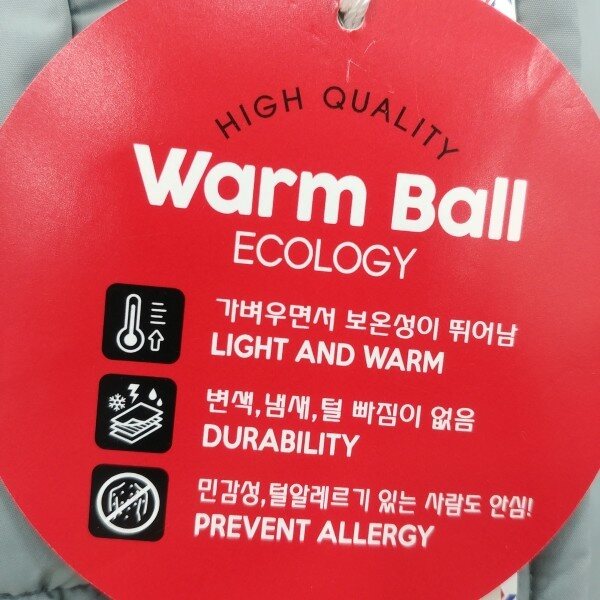 HIGH QUALITY
Warm Ball
ECOLOGY
가벼우면서 보온성이 뛰어남
LIGHT AND WARM
변색,냄새,털 빠짐이 없음
DURABILITY
민감성,털알레르기 있는 사람도 안심!
PREVENT ALLERGY